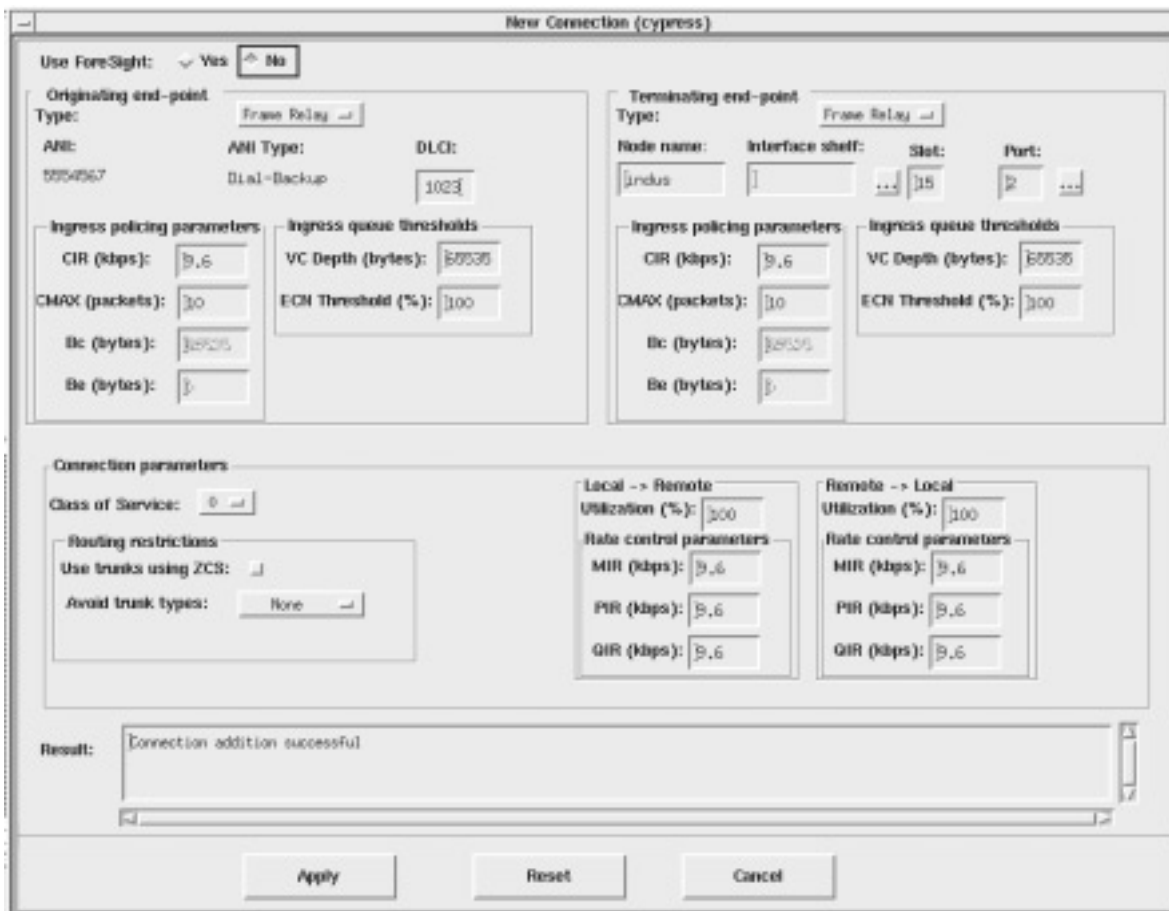 New Connection (cypress)
Use ForeSight: Yes No
Originating end-point
Type: Frame Relay
ANI: ANI Type: DLCI:
5554567 Dial-Backup 1023
Ingress policing parameters
CIR (kbps): 9.6
CMAX (packets): 10
Bc (bytes):
Be (bytes):
Ingress queue thresholds
VC Depth (bytes): 65535
ECN Threshold (%): 100
Terminating end-point
Type: Frame Relay
Node name: Interface shelf: Slot: Port:
indus ... 15 2 ...
Ingress policing parameters
CIR (kbps): 9.6
CMAX (packets): 10
Bc (bytes):
Be (bytes):
Ingress queue thresholds
VC Depth (bytes): 65535
ECN Threshold (%): 100
Connection parameters
Class of Service: 0
Routing restrictions
Use trunks using ZCS:
Avoid trunk types: None
Local -> Remote
Utilization (%): 100
Rate control parameters
MIR (kbps): 9.6
PIR (kbps): 9.6
QIR (kbps): 9.6
Remote -> Local
Utilization (%): 100
Rate control parameters
MIR (kbps): 9.6
PIR (kbps): 9.6
QIR (kbps): 9.6
Result: Connection addition successful
Apply Reset Cancel